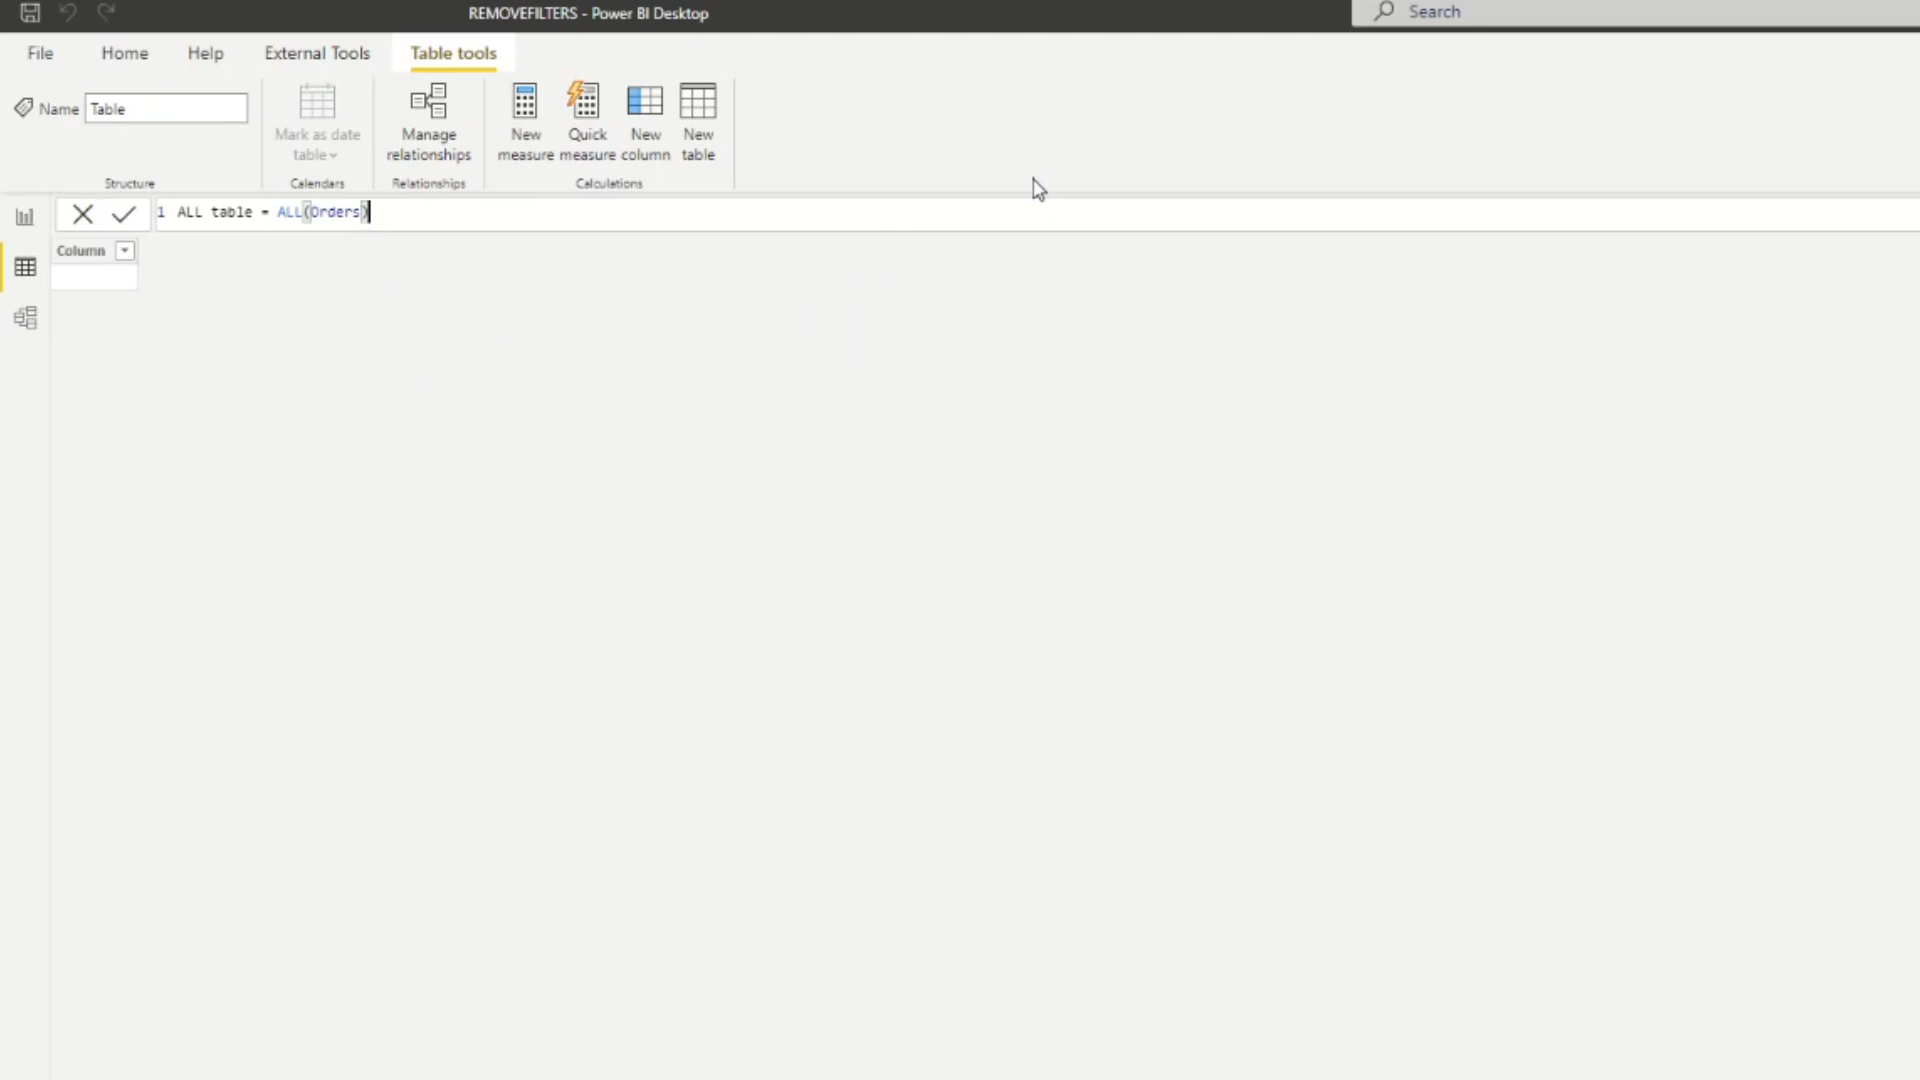 REMOVEFILTERS - Power BI Desktop
Search
File Home Help External Tools Table tools
Name Table
Mark as date table
Manage relationships
New measure
Quick measure
New column
New table
Structure Calendars Relationships Calculations
1 ALL table = ALL(Orders)
Column